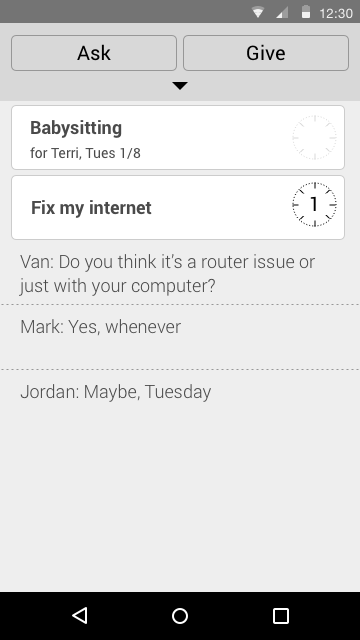 12:30
Ask Give
Babysitting
for Terri, Tues 1/8
Fix my internet 1
Van: Do you think it's a router issue or
just with your computer?
Mark: Yes, whenever
Jordan: Maybe, Tuesday